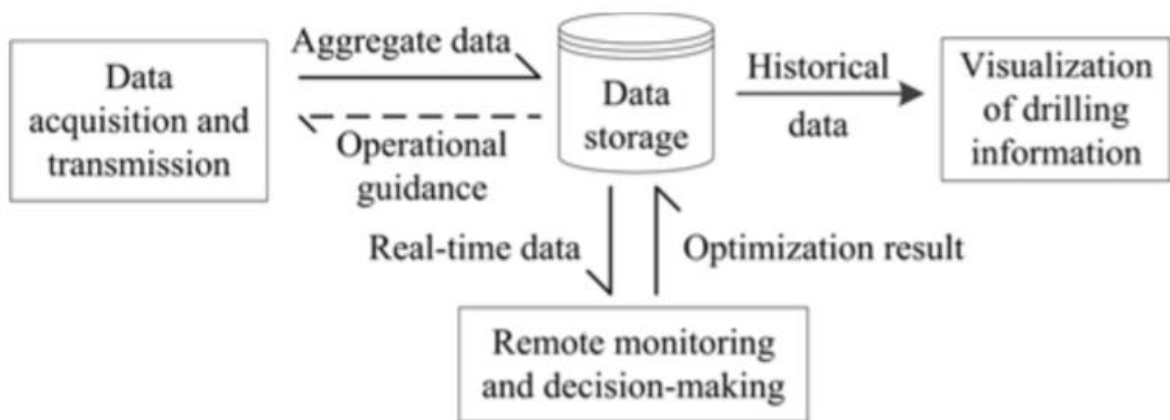 Data
acquisition and
transmission
Aggregate data
Operational
guidance
Data
storage
Historical
data
Visualization
of drilling
information
Real-time data
Optimization result
Remote monitoring
and decision-making